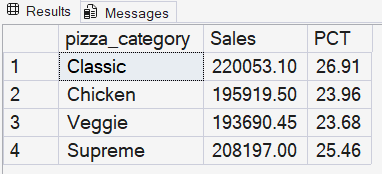 Results Messages
pizza_category Sales PCT
1 Classic 220053.10 26.91
2 Chicken 195919.50 23.96
3 Veggie 193690.45 23.68
4 Supreme 208197.00 25.46